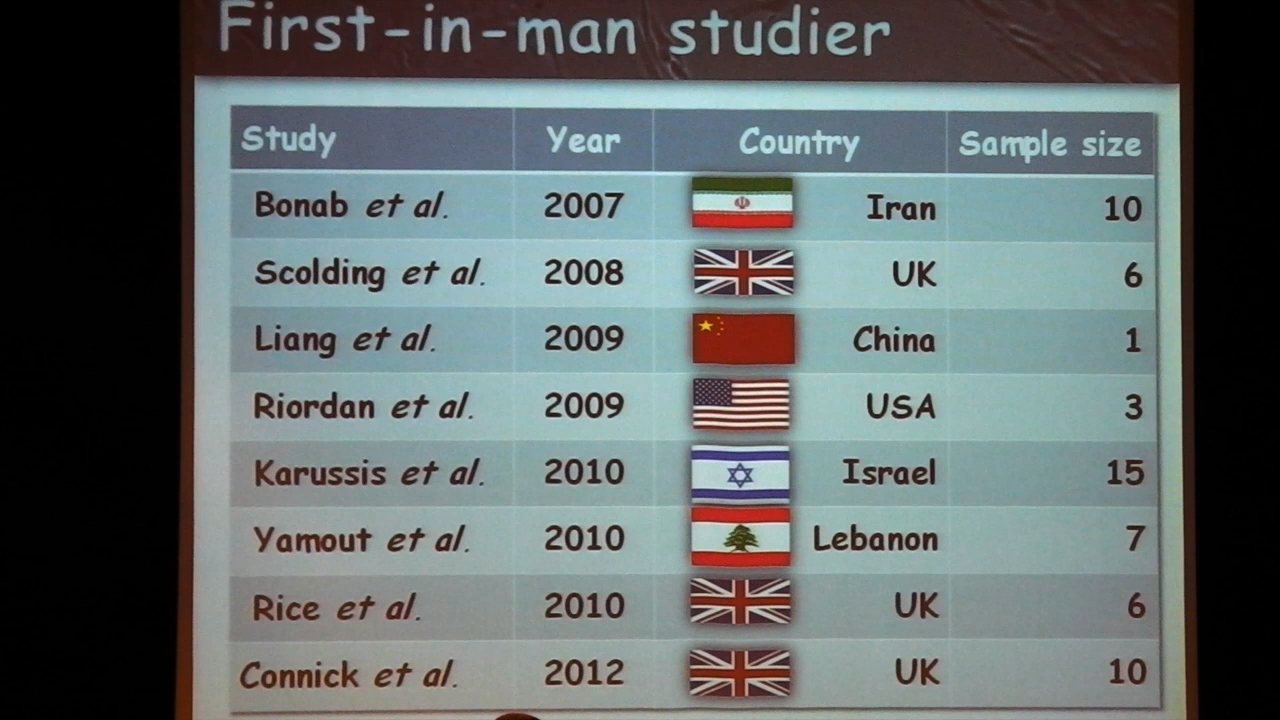 First-in-man studier
Study Year Country Sample size
Bonab et al. 2007 Iran 10
Scolding et al. 2008 UK 6
Liang et al. 2009 China 1
Riordan et al. 2009 USA 3
Karussis et al. 2010 Israel 15
Yamout et al. 2010 Lebanon 7
Rice et al. 2010 UK 6
Connick et al. 2012 UK 10